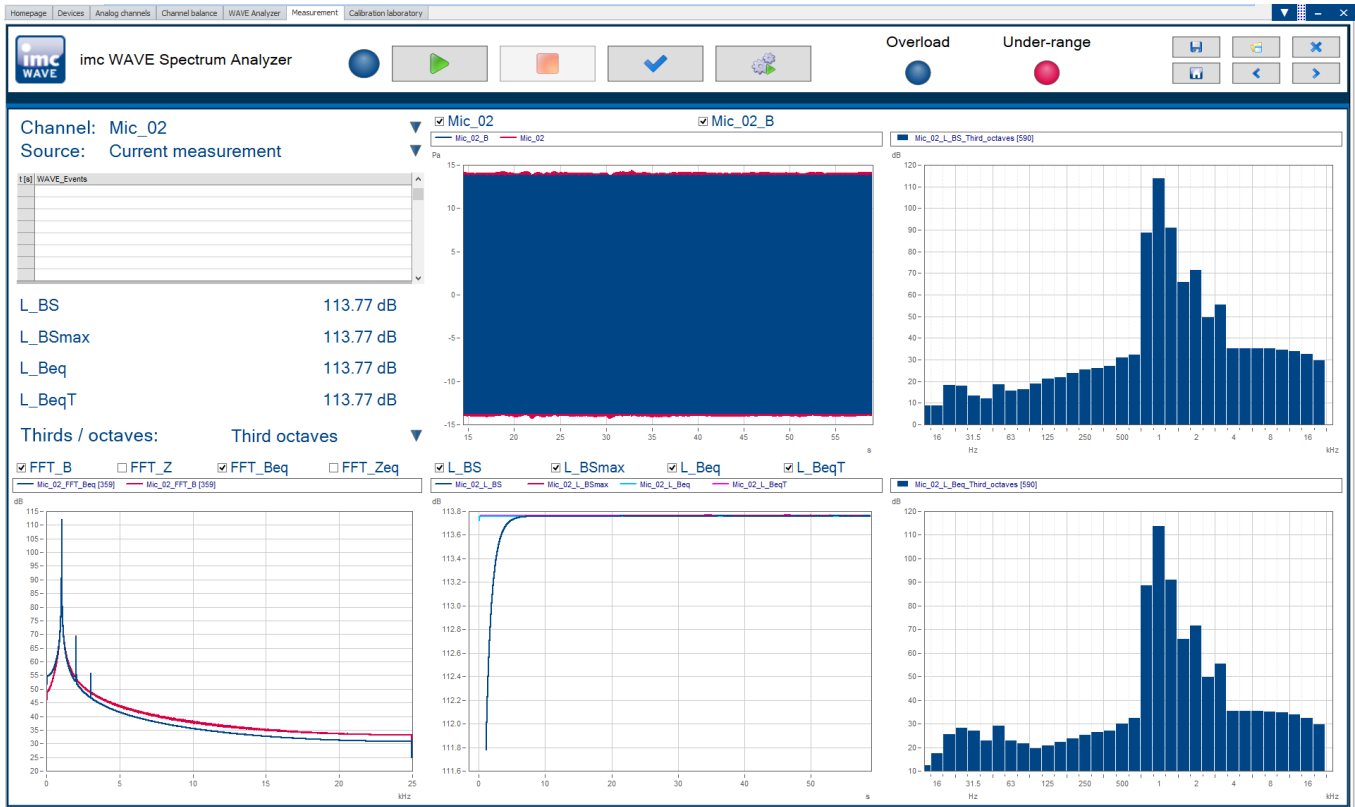 Homepage Devices Analog channels Channel balance WAVE Analyzer Measurement Calibration laboratory
imc WAVE
imc WAVE Spectrum Analyzer
Overload Under-range
Channel: Mic_02
Source: Current measurement
t [s] WAVE_Events
L_BS 113.77 dB
L_BSmax 113.77 dB
L_Beq 113.77 dB
L_BeqT 113.77 dB
Thirds / octaves: Third octaves
Mic_02 Mic_02_B
Mic_02_B Mic_02
Pa
15
10
5
0
-5
-10
-15
15 20 25 30 35 40 45 50 55
s
Mic_02_L_BS_Third_octaves [590]
dB
120
110
100
90
80
70
60
50
40
30
20
10
0
16 31.5 63 125 250 500 1 2 4 8 16
Hz kHz
FFT_B FFT_Z FFT_Beq FFT_Zeq
Mic_02_FFT_Beq [359] Mic_02_FFT_B [359]
dB
115
110
105
100
95
90
85
80
75
70
65
60
55
50
45
40
35
30
25
20
0 5 10 15 20 25
kHz
L_BS L_BSmax L_Beq L_BeqT
Mic_02_L_BS Mic_02_L_BSmax Mic_02_L_Beq Mic_02_L_BeqT
dB
113.8
113.6
113.4
113.2
113.0
112.8
112.6
112.4
112.2
112.0
111.8
111.6
0 10 20 30 40 50
s
Mic_02_L_Beq_Third_octaves [590]
dB
120
110
100
90
80
70
60
50
40
30
20
10
16 31.5 63 125 250 500 1 2 4 8 16
Hz kHz